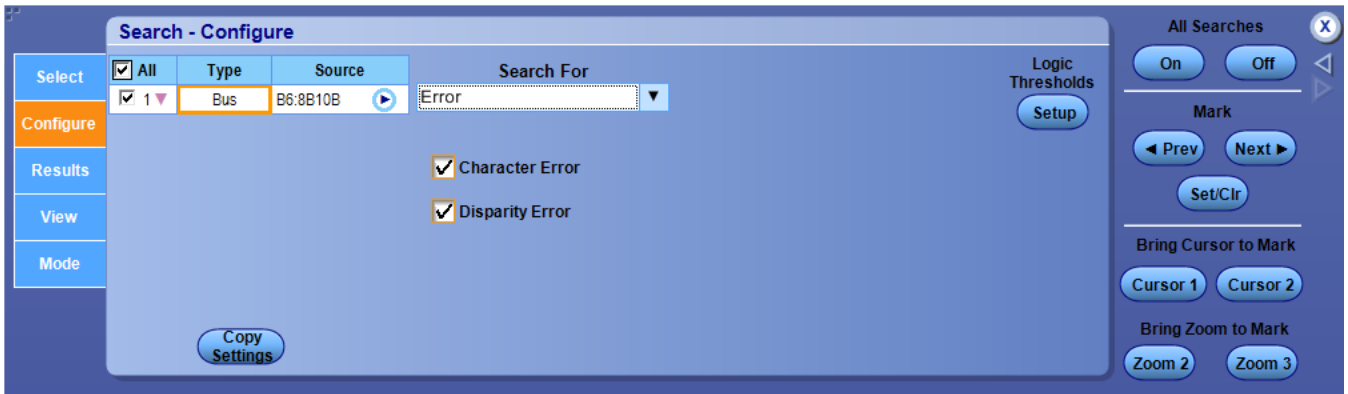 Search - Configure
Select
Configure
Results
View
Mode
All
Type
Source
1
Bus
B6:8B10B
Search For
Error
Character Error
Disparity Error
Copy
Settings
Logic
Thresholds
Setup
All Searches
On
Off
X
Mark
◄ Prev
Next ►
Set/Clr
Bring Cursor to Mark
Cursor 1
Cursor 2
Bring Zoom to Mark
Zoom 2
Zoom 3